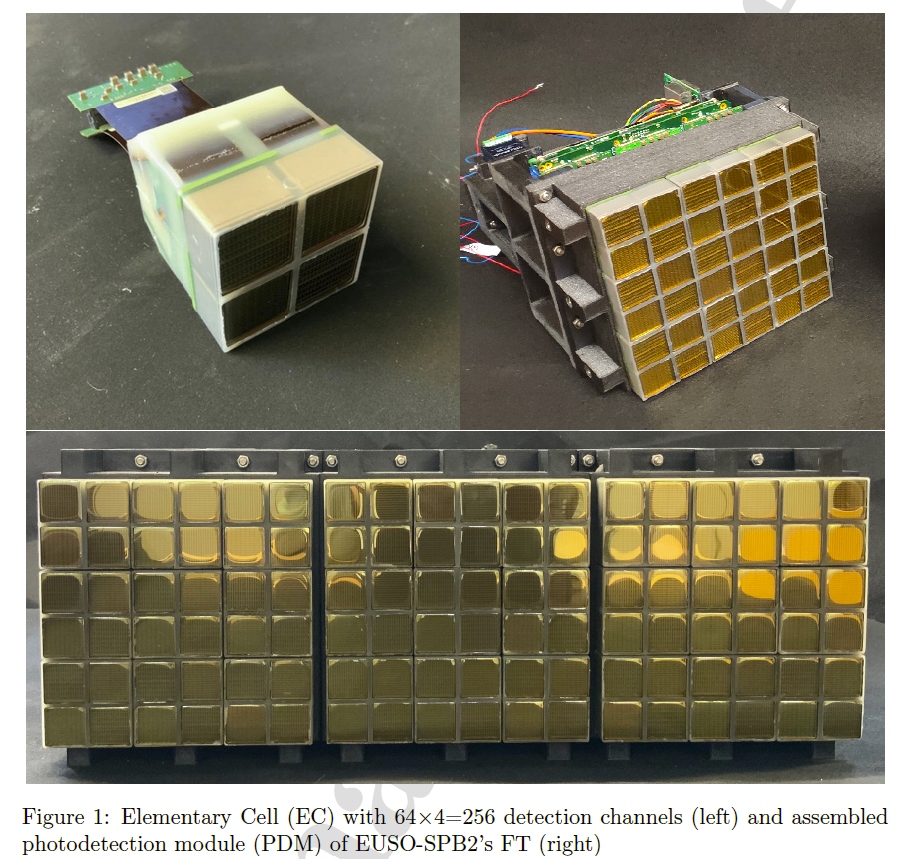 Figure 1: Elementary Cell (EC) with 64×4=256 detection channels (left) and assembled
photodetection module (PDM) of EUSO-SPB2's FT (right)